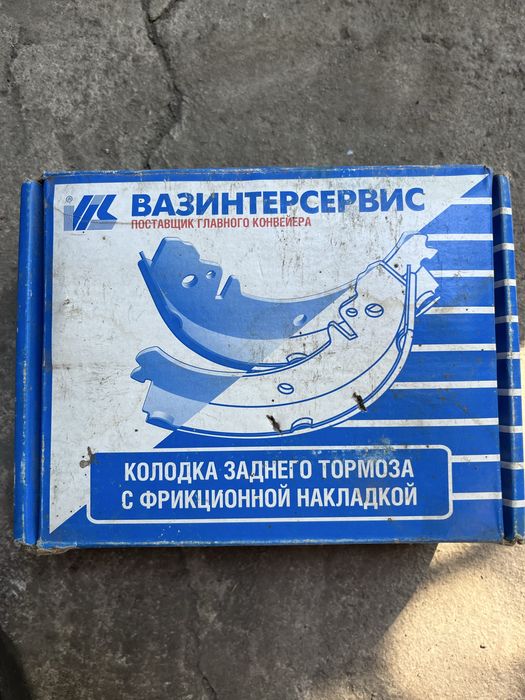 ВАЗИНТЕРСЕРВИС
ПОСТАВЩИК ГЛАВНОГО КОНВЕЙЕРА
КОЛОДКА ЗАДНЕГО ТОРМОЗА
С ФРИКЦИОННОЙ НАКЛАДКОЙ